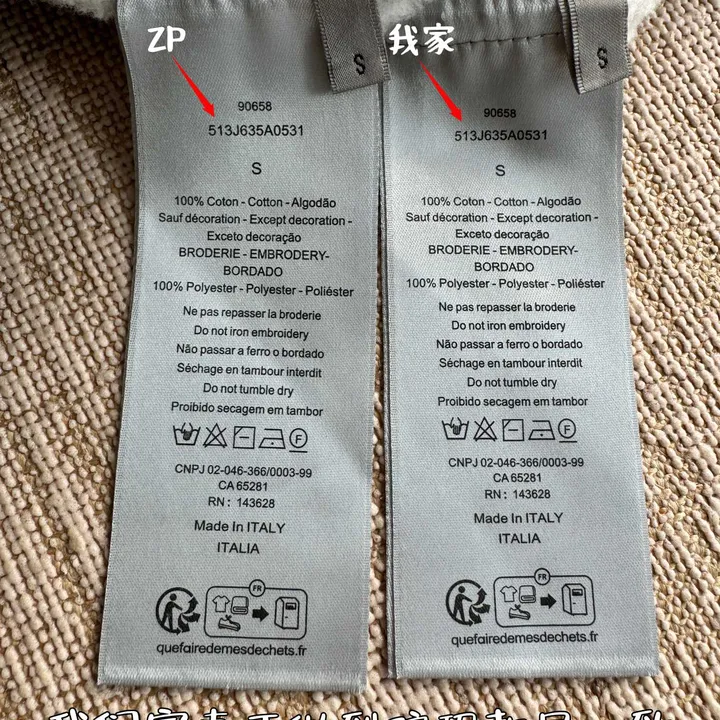 ZP
S
90658
513J635A0531
S
100% Coton - Cotton - Algodão
Sauf décoration - Except decoration -
Exceto decoração
BRODERIE - EMBRODERY-
BORDADO
100% Polyester - Polyester - Poliéster
Ne pas repasser la broderie
Do not iron embroidery
Não passar a ferro o bordado
Séchage en tambour interdit
Do not tumble dry
Proibido secagem em tambor
F
CNPJ 02-046-366/0003-99
CA 65281
RN : 143628
Made In ITALY
ITALIA
FR
quefairedemesdechets.fr
我家
S
90658
513J635A0531
S
100% Coton - Cotton - Algodão
Sauf décoration - Except decoration -
Exceto decoração
BRODERIE - EMBRODERY-
BORDADO
100% Polyester - Polyester - Poliéster
Ne pas repasser la broderie
Do not iron embroidery
Não passar a ferro o bordado
Séchage en tambour interdit
Do not tumble dry
Proibido secagem em tambor
F
CNPJ 02-046-366/0003-99
CA 65281
RN : 143628
Made In ITALY
ITALIA
FR
quefairedemesdechets.fr